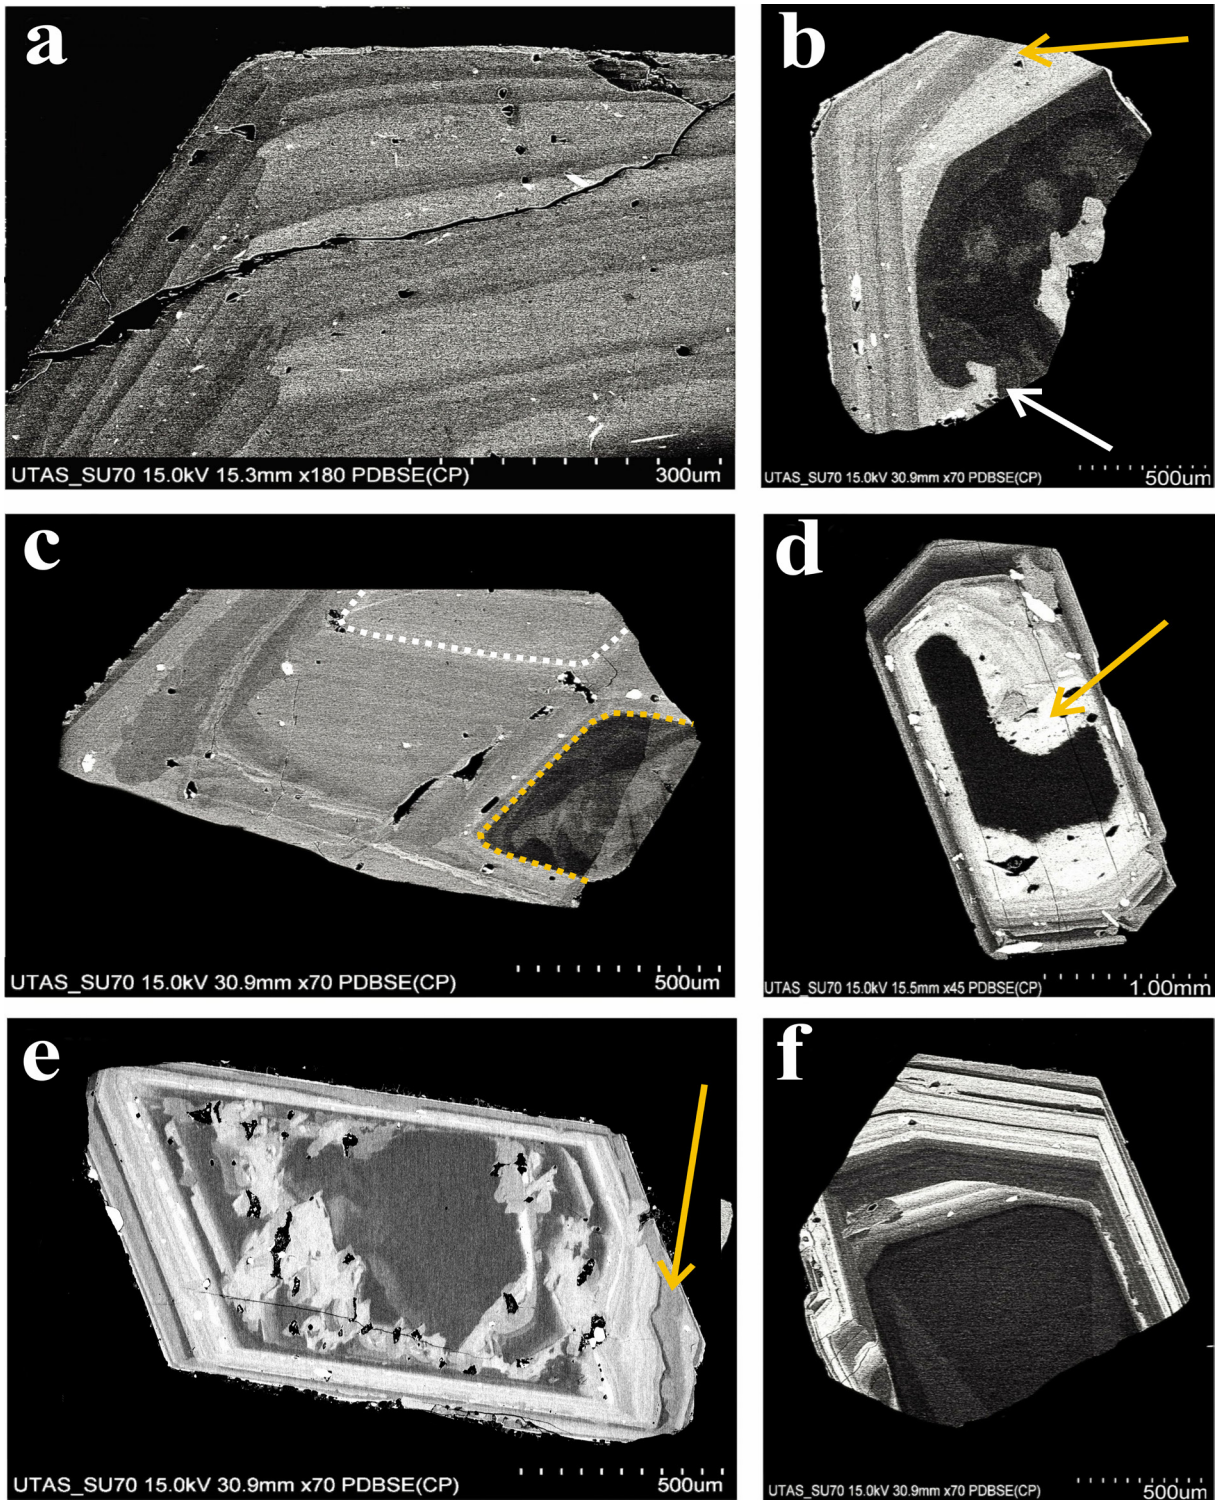 a
UTAS_SU70 15.0kV 15.3mm x180 PDBSE(CP)
300um
b
UTAS_SU70 15.0kV 30.9mm x70 PDBSE(CP)
500um
c
UTAS_SU70 15.0kV 30.9mm x70 PDBSE(CP)
500um
d
UTAS_SU70 15.0kV 15.5mm x45 PDBSE(CP)
1.00mm
e
UTAS_SU70 15.0kV 30.9mm x70 PDBSE(CP)
500um
f
UTAS_SU70 15.0kV 30.9mm x70 PDBSE(CP)
500um